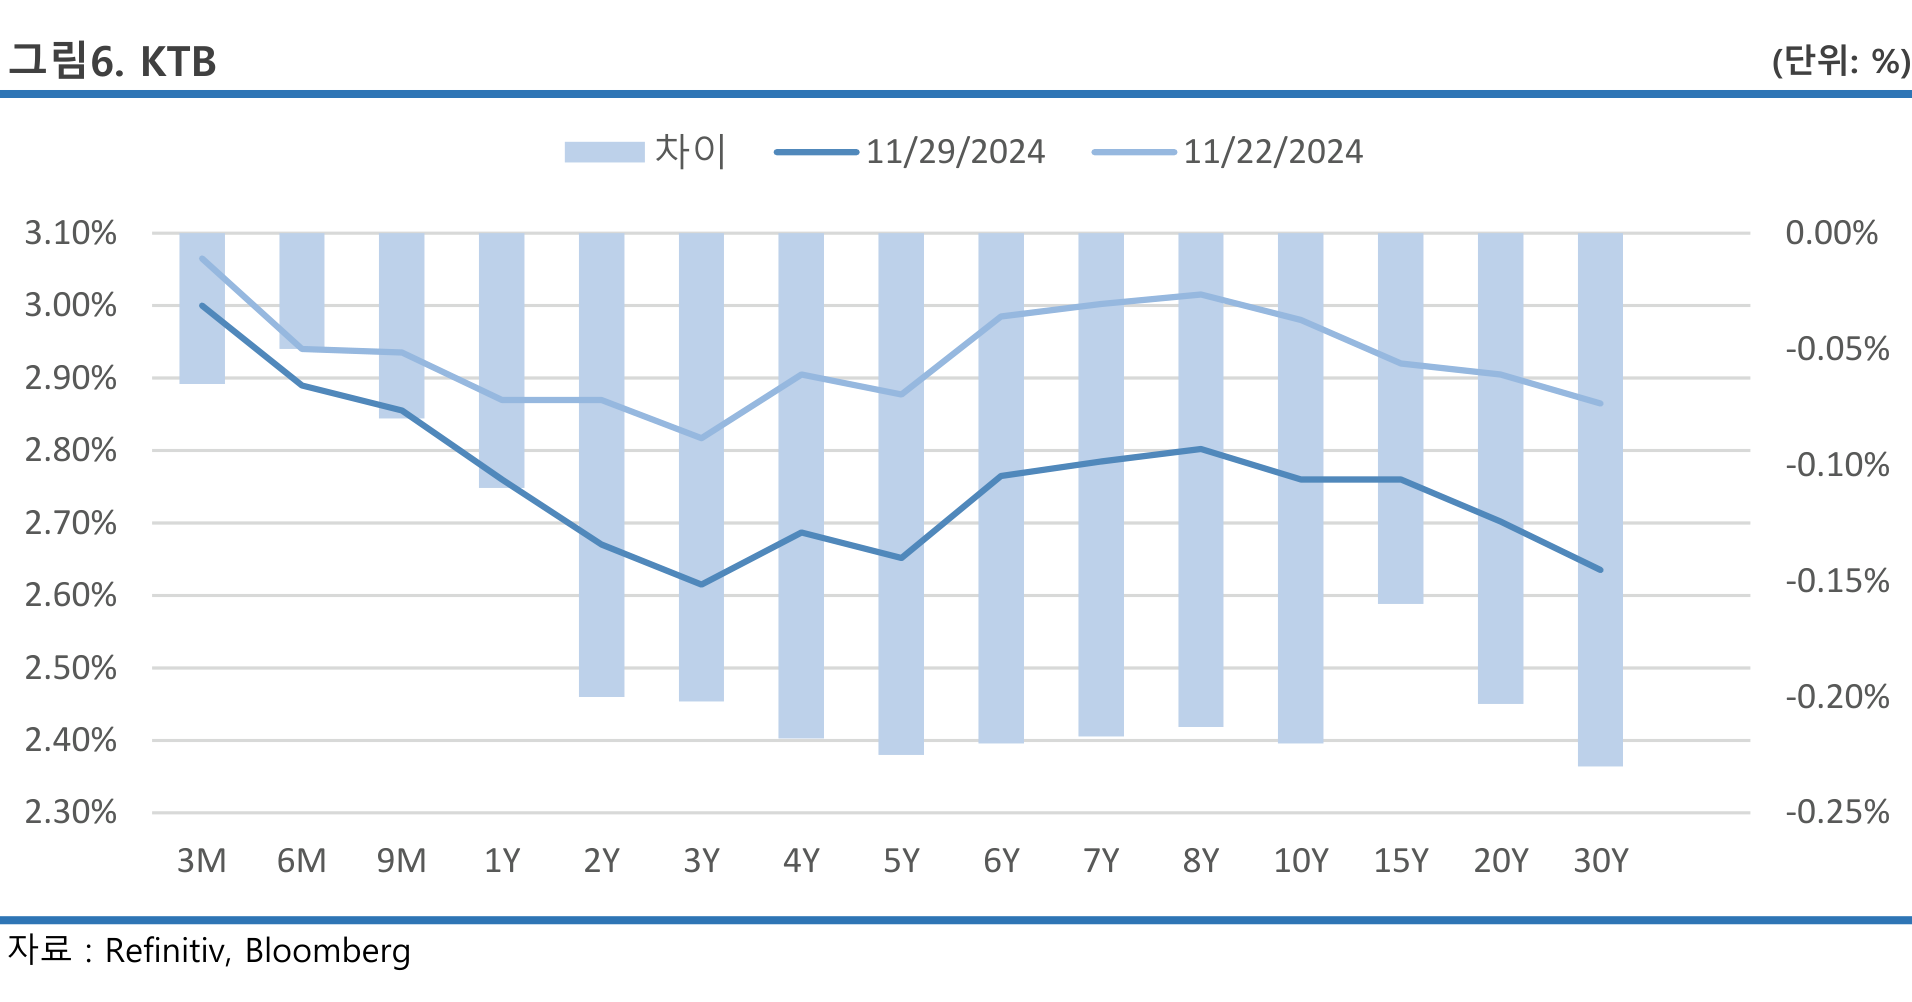 그림6. KTB (단위: %)
차이 11/29/2024 11/22/2024
3.10% 0.00%
3.00%
2.90% -0.05%
2.80% -0.10%
2.70%
2.60% -0.15%
2.50%
2.40% -0.20%
2.30% -0.25%
3M 6M 9M 1Y 2Y 3Y 4Y 5Y 6Y 7Y 8Y 10Y 15Y 20Y 30Y
자료 : Refinitiv, Bloomberg